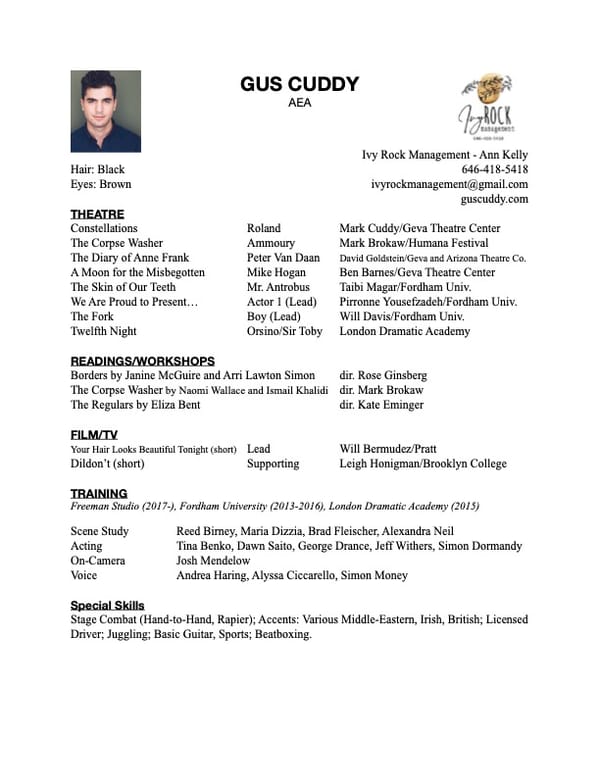 GUS CUDDY
AEA
Ivy ROCK
management
646-418-5418
Ivy Rock Management - Ann Kelly
Hair: Black 646-418-5418
Eyes: Brown ivyrockmanagement@gmail.com
guscuddy.com
THEATRE
Constellations Roland Mark Cuddy/Geva Theatre Center
The Corpse Washer Ammoury Mark Brokaw/Humana Festival
The Diary of Anne Frank Peter Van Daan David Goldstein/Geva and Arizona Theatre Co.
A Moon for the Misbegotten Mike Hogan Ben Barnes/Geva Theatre Center
The Skin of Our Teeth Mr. Antrobus Taibi Magar/Fordham Univ.
We Are Proud to Present… Actor 1 (Lead) Pirronne Yousefzadeh/Fordham Univ.
The Fork Boy (Lead) Will Davis/Fordham Univ.
Twelfth Night Orsino/Sir Toby London Dramatic Academy
READINGS/WORKSHOPS
Borders by Janine McGuire and Arri Lawton Simon dir. Rose Ginsberg
The Corpse Washer by Naomi Wallace and Ismail Khalidi dir. Mark Brokaw
The Regulars by Eliza Bent dir. Kate Eminger
FILM/TV
Your Hair Looks Beautiful Tonight (short) Lead Will Bermudez/Pratt
Dildon't (short) Supporting Leigh Honigman/Brooklyn College
TRAINING
Freeman Studio (2017-), Fordham University (2013-2016), London Dramatic Academy (2015)
Scene Study Reed Birney, Maria Dizzia, Brad Fleischer, Alexandra Neil
Acting Tina Benko, Dawn Saito, George Drance, Jeff Withers, Simon Dormandy
On-Camera Josh Mendelow
Voice Andrea Haring, Alyssa Ciccarello, Simon Money
Special Skills
Stage Combat (Hand-to-Hand, Rapier); Accents: Various Middle-Eastern, Irish, British; Licensed
Driver; Juggling; Basic Guitar, Sports; Beatboxing.